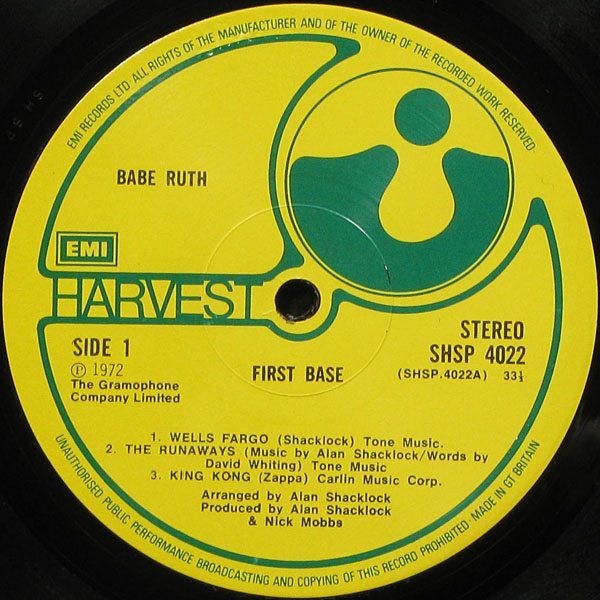 EMI RECORDS LTD · ALL RIGHTS OF THE MANUFACTURER AND OF THE OWNER OF THE RECORDED WORK RESERVED ·
BABE RUTH
EMI
HARVEST
SIDE 1
Ⓟ 1972
The Gramophone
Company Limited
FIRST BASE
STEREO
SHSP 4022
(SHSP.4022A) 33⅓
1. WELLS FARGO (Shacklock) Tone Music.
2. THE RUNAWAYS (Music by Alan Shacklock/Words by
David Whiting) Tone Music
3. KING KONG (Zappa) Carlin Music Corp.
Arranged by Alan Shacklock
Produced by Alan Shacklock
& Nick Mobbs
UNAUTHORISED PUBLIC PERFORMANCE BROADCASTING AND COPYING OF THIS RECORD PROHIBITED · MADE IN GT BRITAIN